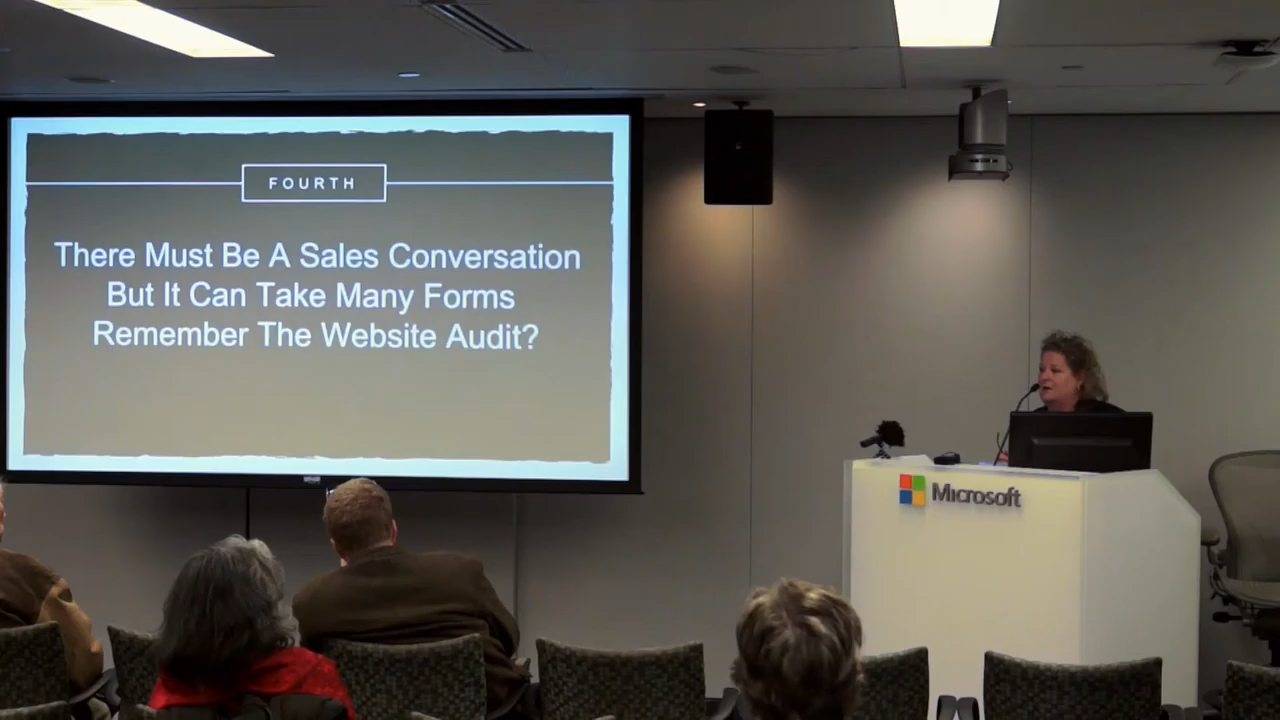 FOURTH
There Must Be A Sales Conversation
But It Can Take Many Forms
Remember The Website Audit?
Microsoft